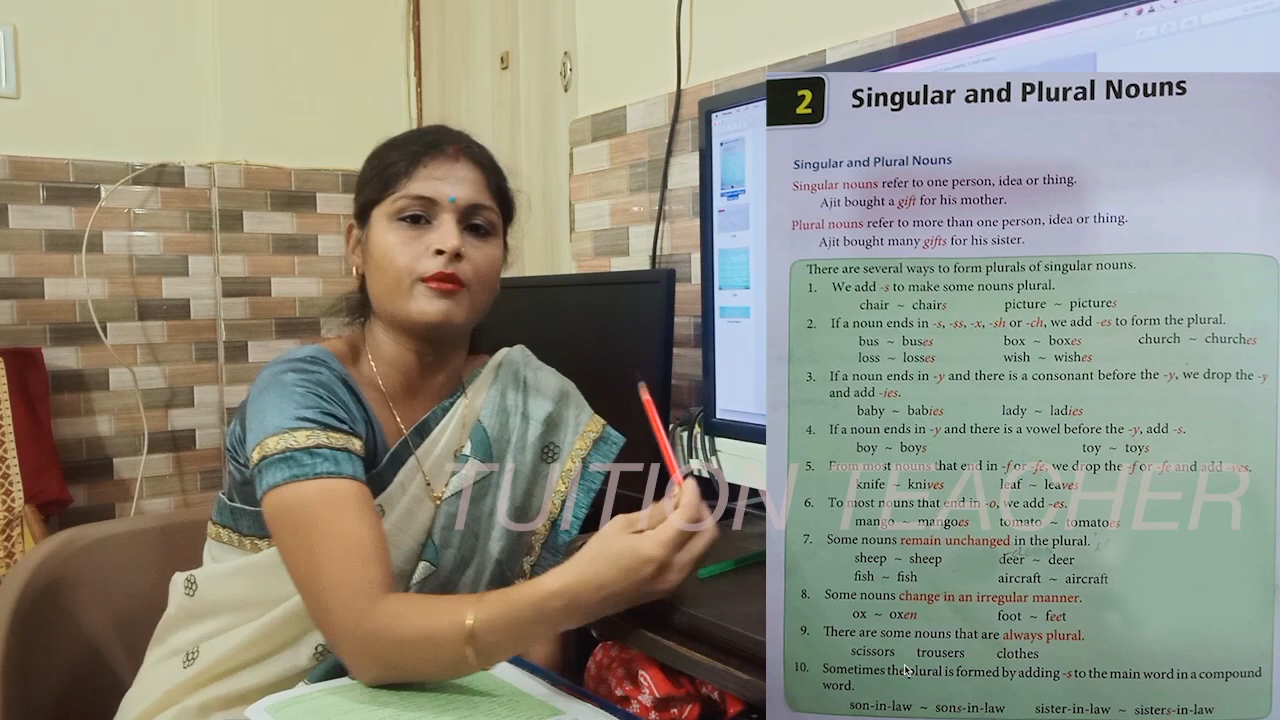 2 Singular and Plural Nouns
Singular and Plural Nouns
Singular nouns refer to one person, idea or thing.
Ajit bought a gift for his mother.
Plural nouns refer to more than one person, idea or thing.
Ajit bought many gifts for his sister.
There are several ways to form plurals of singular nouns.
1. We add -s to make some nouns plural.
chair ~ chairs picture ~ pictures
2. If a noun ends in -s, -ss, -x, -sh or -ch, we add -es to form the plural.
bus ~ buses box ~ boxes church ~ churches
loss ~ losses wish ~ wishes
3. If a noun ends in -y and there is a consonant before the -y, we drop the -y
and add -ies.
baby ~ babies lady ~ ladies
4. If a noun ends in -y and there is a vowel before the -y, add -s.
boy ~ boys toy ~ toys
5. From most nouns that end in -f or -fe, we drop the -f or -fe and add -ves.
knife ~ knives leaf ~ leaves
TUITION TEACHER
6. To most nouns that end in -o, we add -es.
mango ~ mangoes tomato ~ tomatoes
7. Some nouns remain unchanged in the plural.
sheep ~ sheep deer ~ deer
fish ~ fish aircraft ~ aircraft
8. Some nouns change in an irregular manner.
ox ~ oxen foot ~ feet
9. There are some nouns that are always plural.
scissors trousers clothes
10. Sometimes the plural is formed by adding -s to the main word in a compound
word.
son-in-law ~ sons-in-law sister-in-law ~ sisters-in-law